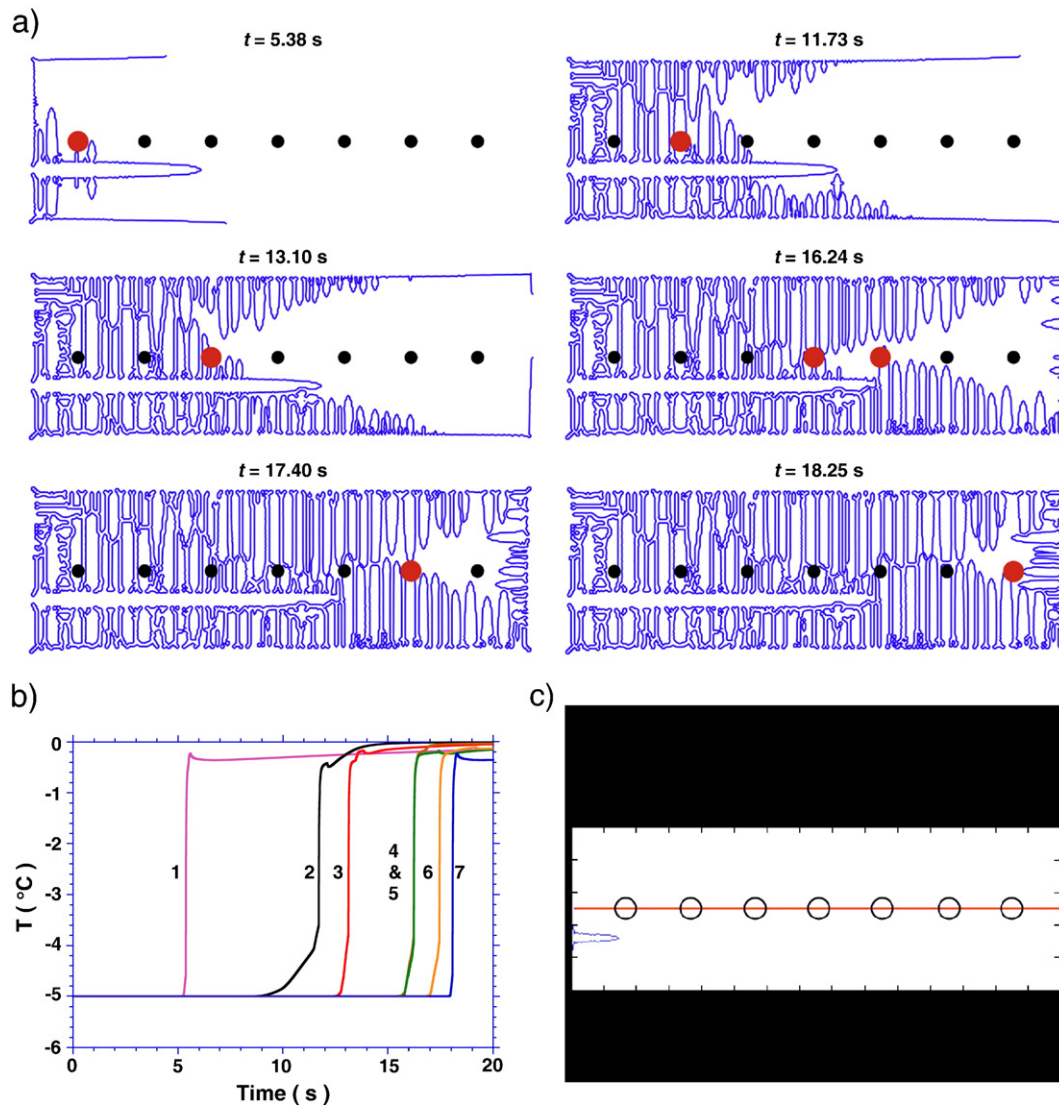 a)
t = 5.38 s
t = 11.73 s
t = 13.10 s
t = 16.24 s
t = 17.40 s
t = 18.25 s
b)
c)
0
-1
-2
-3
-4
-5
-6
T ( °C )
1
2
3
4
&
5
6
7
0
5
10
15
20
Time ( s )